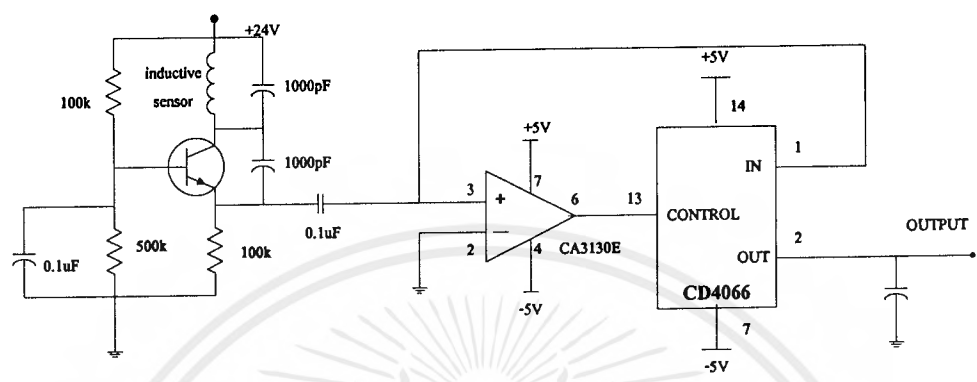 +24V
inductive
sensor
1000pF
100k
1000pF
+5V
14
+5V
1
IN
7
3
+
6
13
CONTROL
2
OUTPUT
500k
0.1uF
100k
−
2
4
CA3130E
OUT
0.1uF
CD4066
-5V
7
-5V